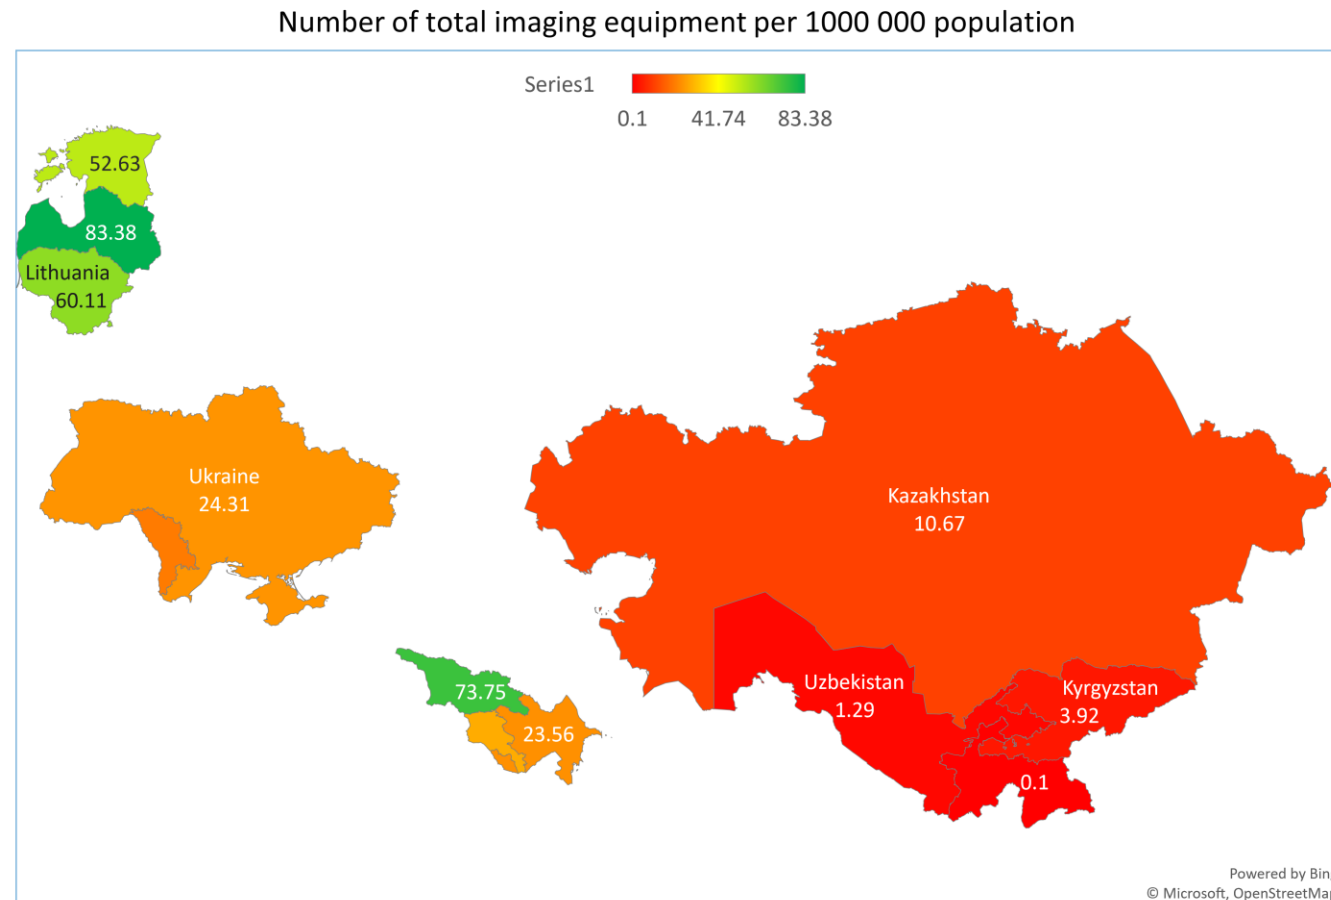 Number of total imaging equipment per 1000 000 population
Series1
0.1 41.74 83.38
52.63
83.38
Lithuania
60.11
Ukraine
24.31
Kazakhstan
10.67
73.75
23.56
Uzbekistan
1.29
Kyrgyzstan
3.92
0.1
Powered by Bing
© Microsoft, OpenStreetMap